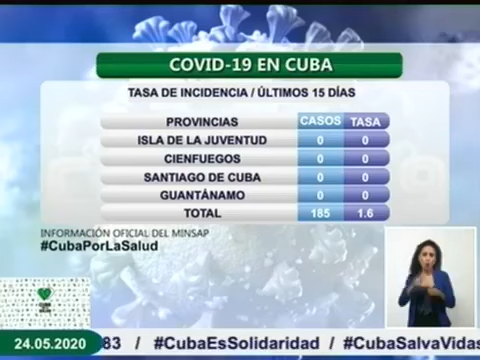 COVID-19 EN CUBA
TASA DE INCIDENCIA / ÚLTIMOS 15 DÍAS
PROVINCIAS CASOS TASA
ISLA DE LA JUVENTUD 0 0
CIENFUEGOS 0 0
SANTIAGO DE CUBA 0 0
GUANTÁNAMO 0 0
TOTAL 185 1.6
INFORMACIÓN OFICIAL DEL MINSAP
#CubaPorLaSalud
24.05.2020 83 / #CubaEsSolidaridad / #CubaSalvaVidas